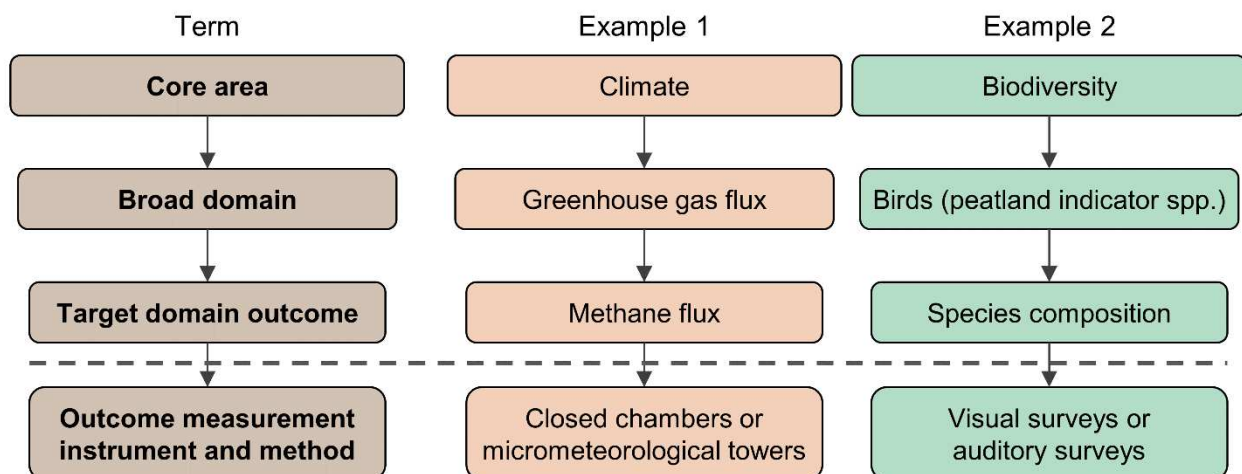 Term
Example 1
Example 2
Core area
Climate
Biodiversity
Broad domain
Greenhouse gas flux
Birds (peatland indicator spp.)
Target domain outcome
Methane flux
Species composition
Outcome measurement
instrument and method
Closed chambers or
micrometeorological towers
Visual surveys or
auditory surveys